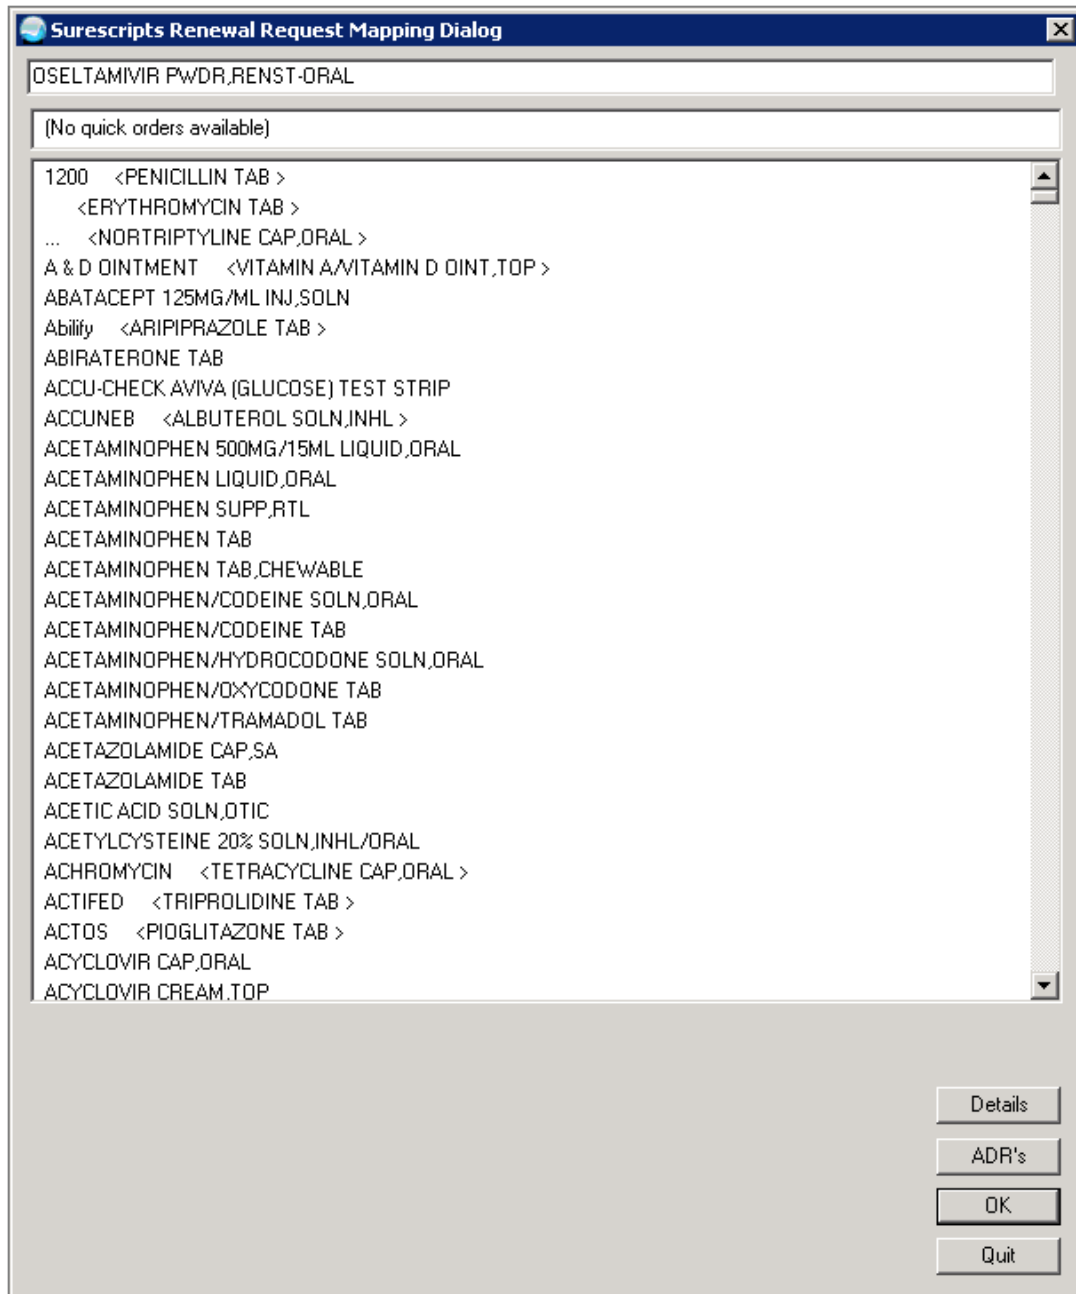 Surescripts Renewal Request Mapping Dialog
OSELTAMIVIR PWDR,RENST-ORAL
(No quick orders available)
1200 <PENICILLIN TAB >
<ERYTHROMYCIN TAB >
... <NORTRIPTYLINE CAP,ORAL >
A & D OINTMENT <VITAMIN A/VITAMIN D OINT,TOP >
ABATACEPT 125MG/ML INJ,SOLN
Abilify <ARIPIPRAZOLE TAB >
ABIRATERONE TAB
ACCU-CHECK AVIVA (GLUCOSE) TEST STRIP
ACCUNEB <ALBUTEROL SOLN,INHL >
ACETAMINOPHEN 500MG/15ML LIQUID,ORAL
ACETAMINOPHEN LIQUID,ORAL
ACETAMINOPHEN SUPP,RTL
ACETAMINOPHEN TAB
ACETAMINOPHEN TAB,CHEWABLE
ACETAMINOPHEN/CODEINE SOLN,ORAL
ACETAMINOPHEN/CODEINE TAB
ACETAMINOPHEN/HYDROCODONE SOLN,ORAL
ACETAMINOPHEN/OXYCODONE TAB
ACETAMINOPHEN/TRAMADOL TAB
ACETAZOLAMIDE CAP,SA
ACETAZOLAMIDE TAB
ACETIC ACID SOLN,OTIC
ACETYLCYSTEINE 20% SOLN,INHL/ORAL
ACHROMYCIN <TETRACYCLINE CAP,ORAL >
ACTIFED <TRIPROLIDINE TAB >
ACTOS <PIOGLITAZONE TAB >
ACYCLOVIR CAP,ORAL
ACYCLOVIR CREAM,TOP
Details
ADR's
OK
Quit